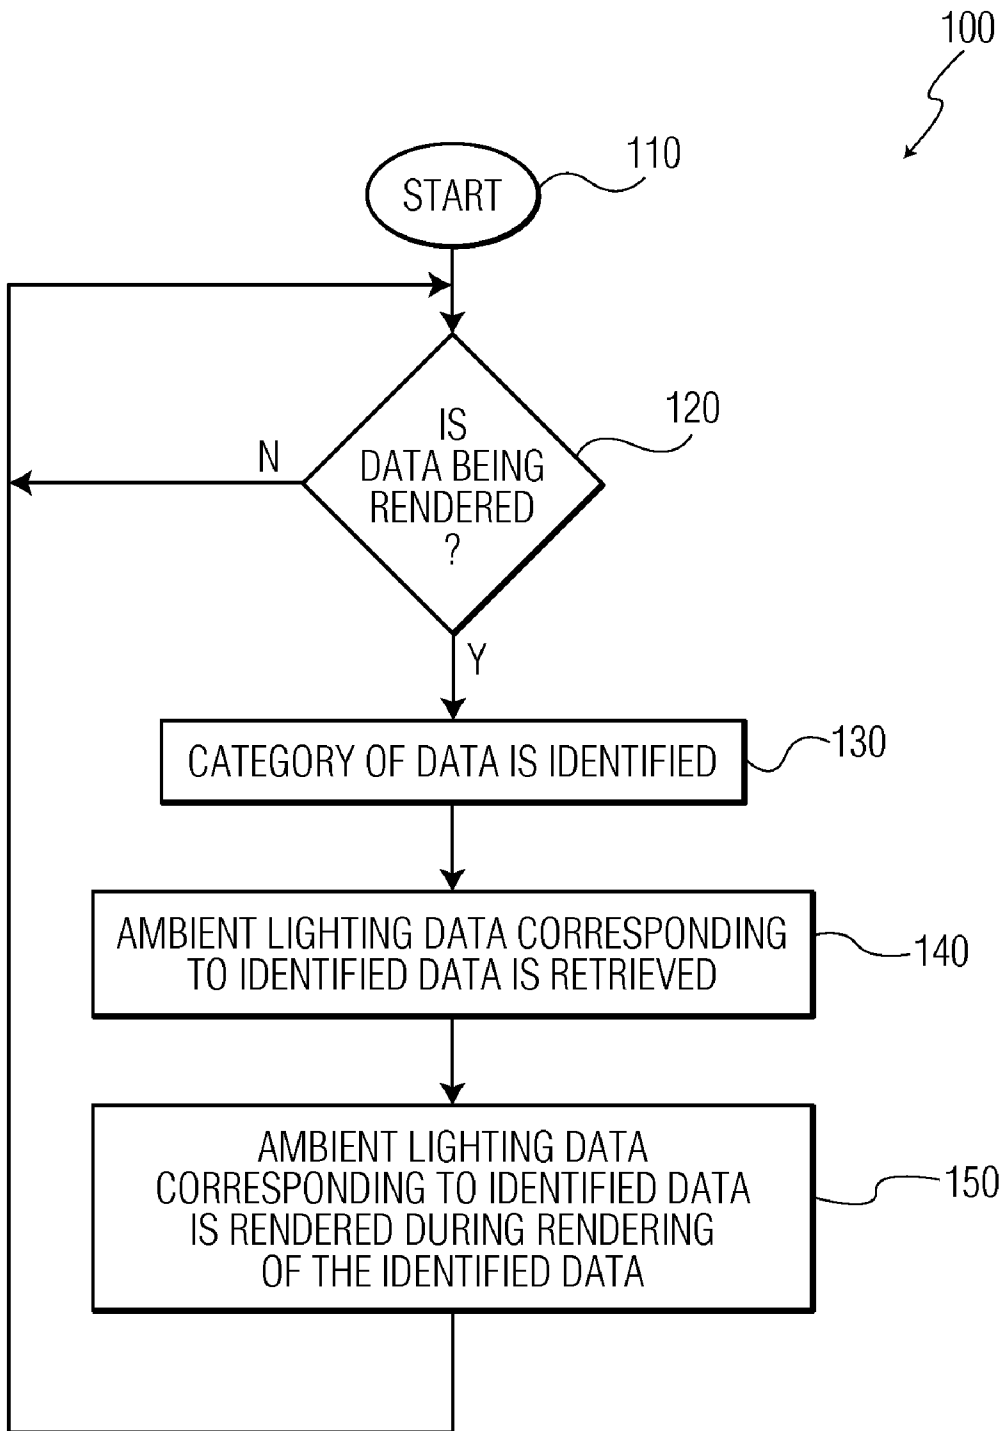 100
110
START
120
IS
DATA BEING
RENDERED
?
N
Y
CATEGORY OF DATA IS IDENTIFIED
130
AMBIENT LIGHTING DATA CORRESPONDING
TO IDENTIFIED DATA IS RETRIEVED
140
AMBIENT LIGHTING DATA
CORRESPONDING TO IDENTIFIED DATA
IS RENDERED DURING RENDERING
OF THE IDENTIFIED DATA
150